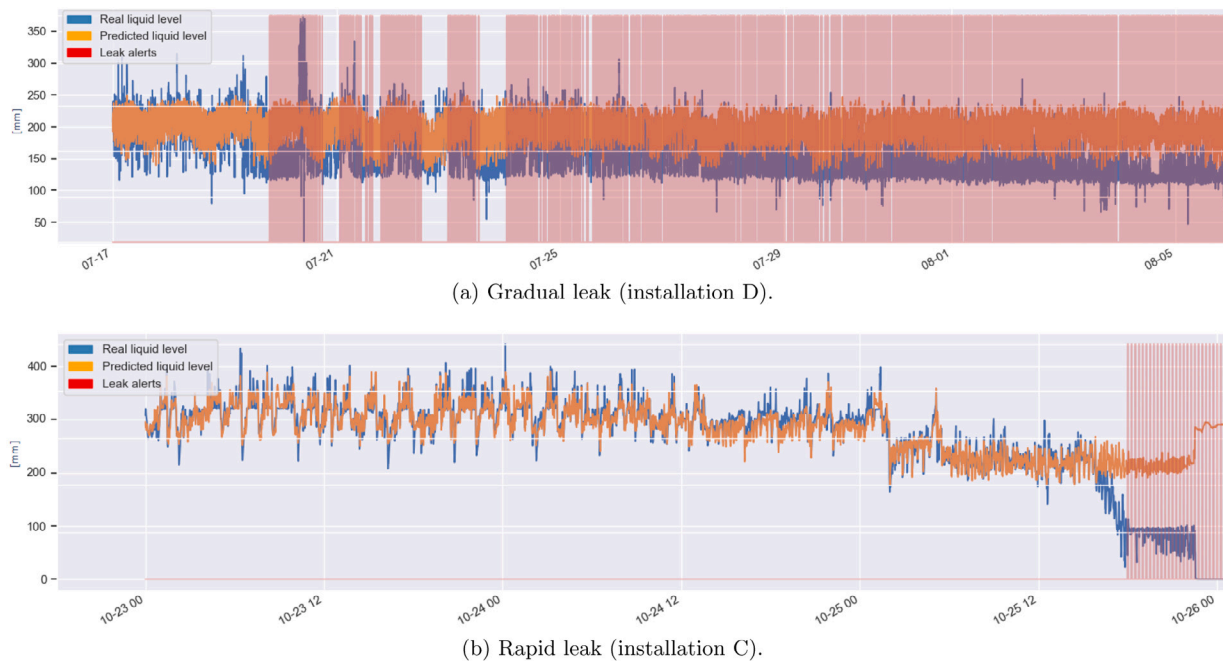 Real liquid level
Predicted liquid level
Leak alerts
350
300
250
200
150
100
50
[mm]
07-17
07-21
07-25
07-29
08-01
08-05
(a) Gradual leak (installation D).
Real liquid level
Predicted liquid level
Leak alerts
400
300
200
100
0
[mm]
10-23 00
10-23 12
10-24 00
10-24 12
10-25 00
10-25 12
10-26 00
(b) Rapid leak (installation C).